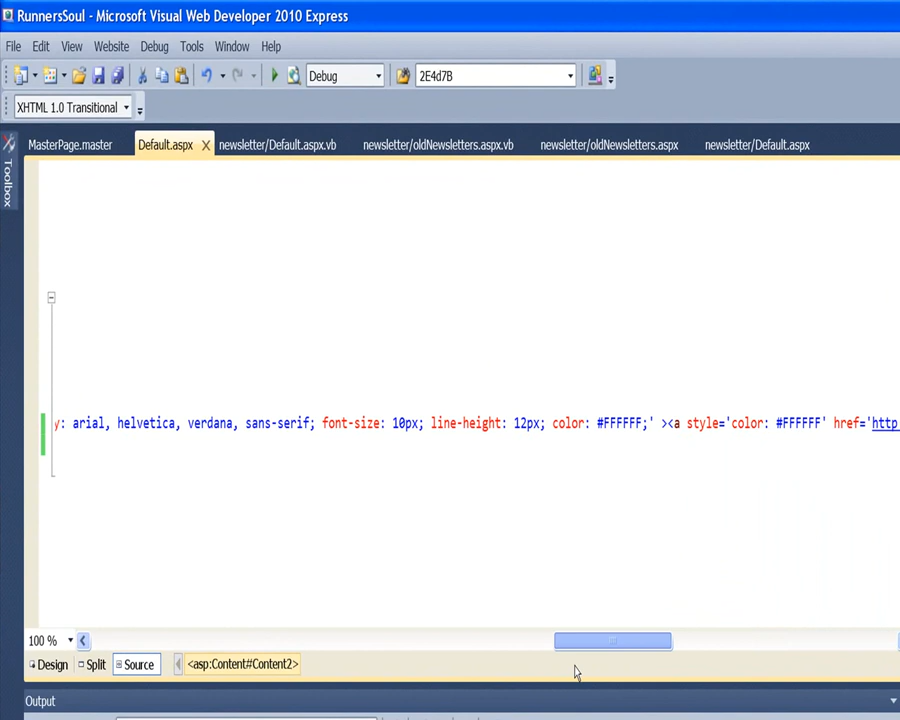 RunnersSoul - Microsoft Visual Web Developer 2010 Express
File Edit View Website Debug Tools Window Help
Debug 2E4d7B
XHTML 1.0 Transitional
MasterPage.master Default.aspx newsletter/Default.aspx.vb newsletter/oldNewsletters.aspx.vb newsletter/oldNewsletters.aspx newsletter/Default.aspx
Toolbox
y: arial, helvetica, verdana, sans-serif; font-size: 10px; line-height: 12px; color: #FFFFFF;' ><a style='color: #FFFFFF' href='http
100 %
Design Split Source <asp:Content#Content2>
Output